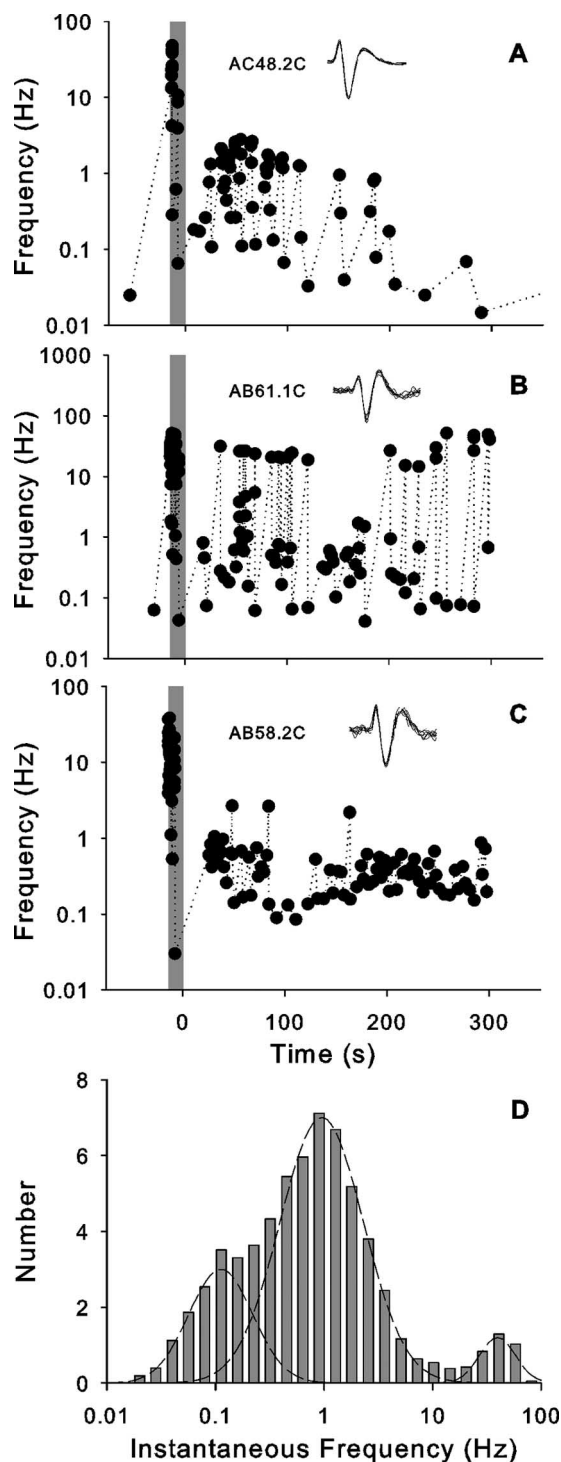 A
AC48.2C
Frequency (Hz)
100
10
1
0.1
0.01
B
AB61.1C
Frequency (Hz)
1000
100
10
1
0.1
0.01
C
AB58.2C
Frequency (Hz)
100
10
1
0.1
0.01
0 100 200 300
Time (s)
D
Number
8
6
4
2
0
0.01 0.1 1 10 100
Instantaneous Frequency (Hz)